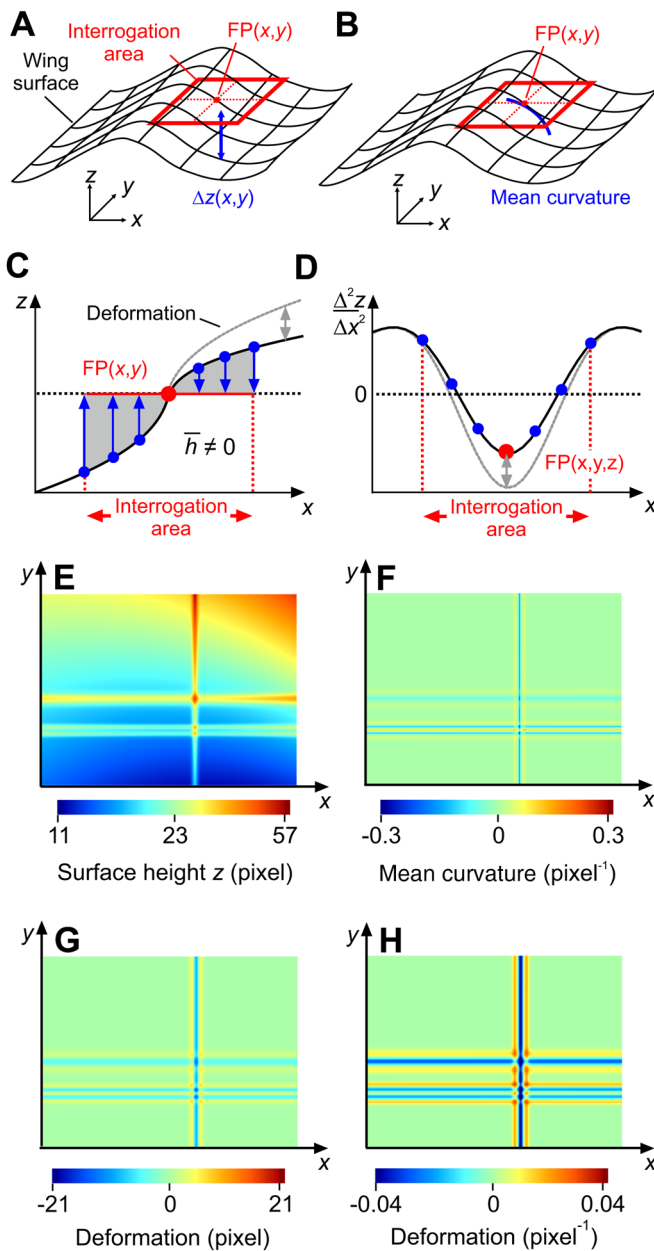 A
Interrogation
area
FP(x,y)
Wing
surface
z
y
x
Δz(x,y)
B
FP(x,y)
z
y
x
Mean curvature
C
z
Deformation
FP(x,y)
h̅ ≠ 0
x
Interrogation
area
D
Δ²z
Δx²
0
FP(x,y,z)
x
Interrogation
area
E
y
x
11 23 57
Surface height z (pixel)
F
y
x
-0.3 0 0.3
Mean curvature (pixel⁻¹)
G
y
x
-21 0 21
Deformation (pixel)
H
y
x
-0.04 0 0.04
Deformation (pixel⁻¹)